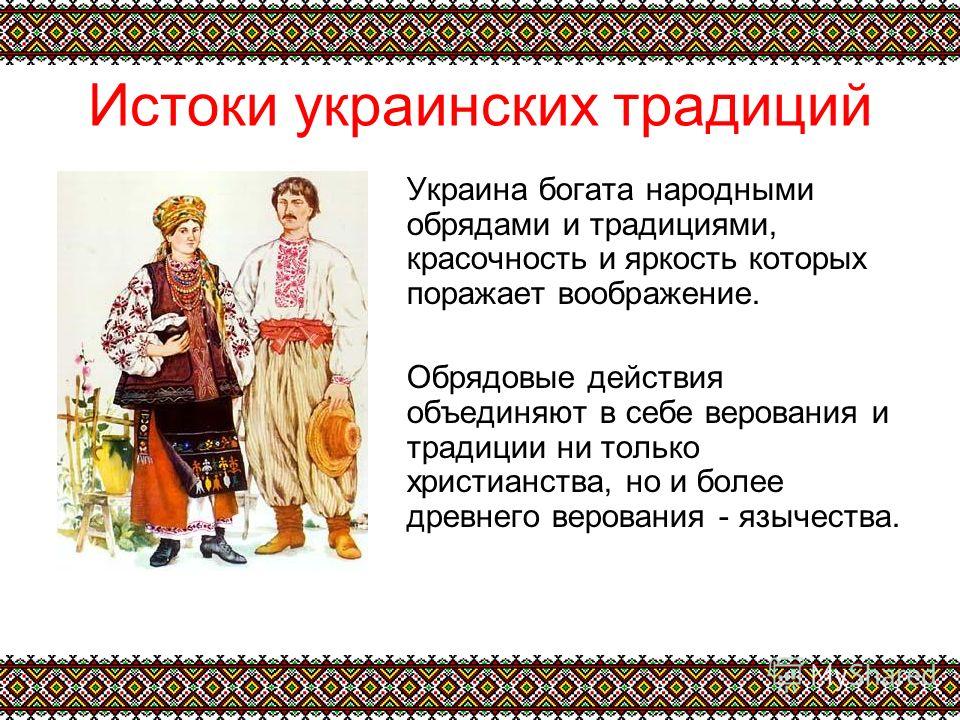 Истоки украинских традиций
Украина богата народными
обрядами и традициями,
красочность и яркость которых
поражает воображение.
Обрядовые действия
объединяют в себе верования и
традиции ни только
христианства, но и более
древнего верования - язычества.
MyShared